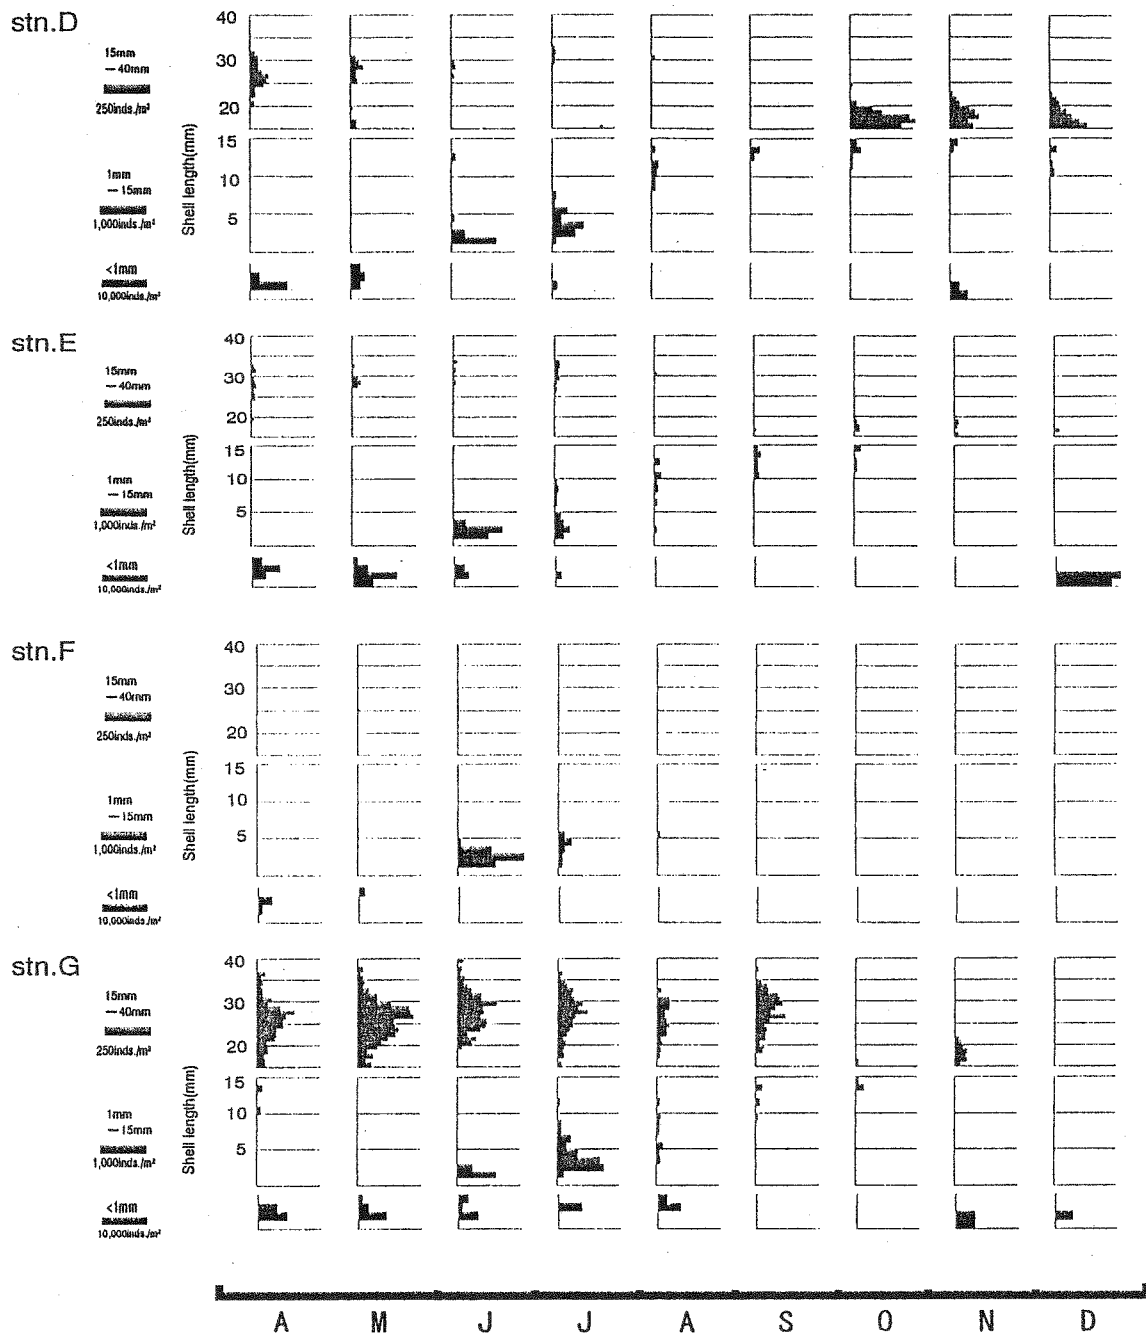 stn.D
15mm
—40mm
250inds./m²
1mm
—15mm
1,000inds./m²
<1mm
10,000inds./m²
Shell length(mm)
40
30
20
15
10
5
stn.E
15mm
—40mm
250inds./m²
1mm
—15mm
1,000inds./m²
<1mm
10,000inds./m²
Shell length(mm)
40
30
20
15
10
5
stn.F
15mm
—40mm
250inds./m²
1mm
—15mm
1,000inds./m²
<1mm
10,000inds./m²
Shell length(mm)
40
30
20
15
10
5
stn.G
15mm
—40mm
250inds./m²
1mm
—15mm
1,000inds./m²
<1mm
10,000inds./m²
Shell length(mm)
40
30
20
15
10
5
A M J J A S O N D